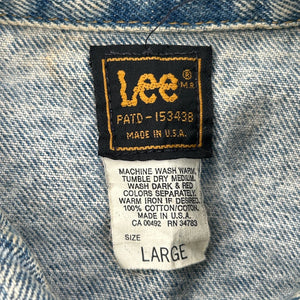 Lee® M.R.
PATD-153438
MADE IN U.S.A.
MACHINE WASH WARM,
TUMBLE DRY MEDIUM.
WASH DARK & RED
COLORS SEPARATELY.
WARM IRON IF DESIRED.
100% COTTON/COTON.
MADE IN U.S.A.
CA 00492 RN 34783
SIZE
LARGE